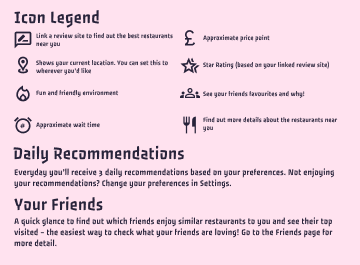 Icon Legend
Link a review site to find out the best restaurants
near you
£
Approximate price point
Shows your current location. You can set this to
wherever you'd like
Star Rating (based on your linked review site)
Fun and friendly environment
See your friends favourites and why!
Approximate wait time
Find out more details about the restaurants near
you
Daily Recommendations
Everyday you'll receive 3 daily recommendations based on your preferences. Not enjoying
your recommendations? Change your preferences in Settings.
Your Friends
A quick glance to find out which friends enjoy similar restaurants to you and see their top
visited - the easiest way to check what your friends are loving! Go to the Friends page for
more detail.